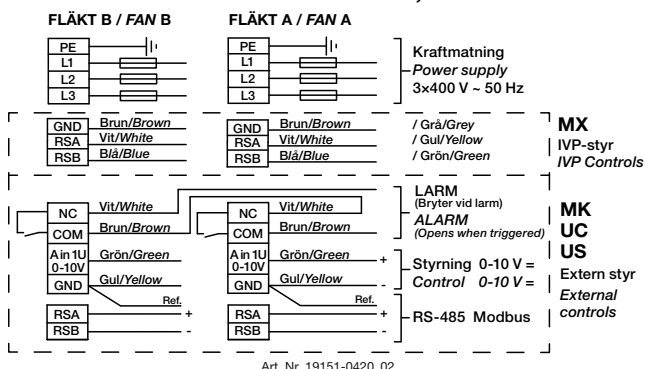 FLÄKT B / FAN B
FLÄKT A / FAN A
PE
L1
L2
L3
PE
L1
L2
L3
Kraftmatning
Power supply
3×400 V ~ 50 Hz
GND Brun/Brown
RSA Vit/White
RSB Blå/Blue
GND Brun/Brown / Grå/Grey
RSA Vit/White / Gul/Yellow
RSB Blå/Blue / Grön/Green
MX
IVP-styr
IVP Controls
NC Vit/White
COM Brun/Brown
A in 1U
0-10V
Grön/Green
GND Gul/Yellow
Ref.
RSA +
RSB -
NC Vit/White
COM Brun/Brown
A in 1U
0-10V
Grön/Green +
GND Gul/Yellow -
Ref.
RSA +
RSB -
LARM
(Bryter vid larm)
ALARM
(Opens when triggered)
Styrning 0-10 V =
Control 0-10 V =
RS-485 Modbus
MK
UC
US
Extern styr
External
controls
Art. Nr. 19151-0420_02